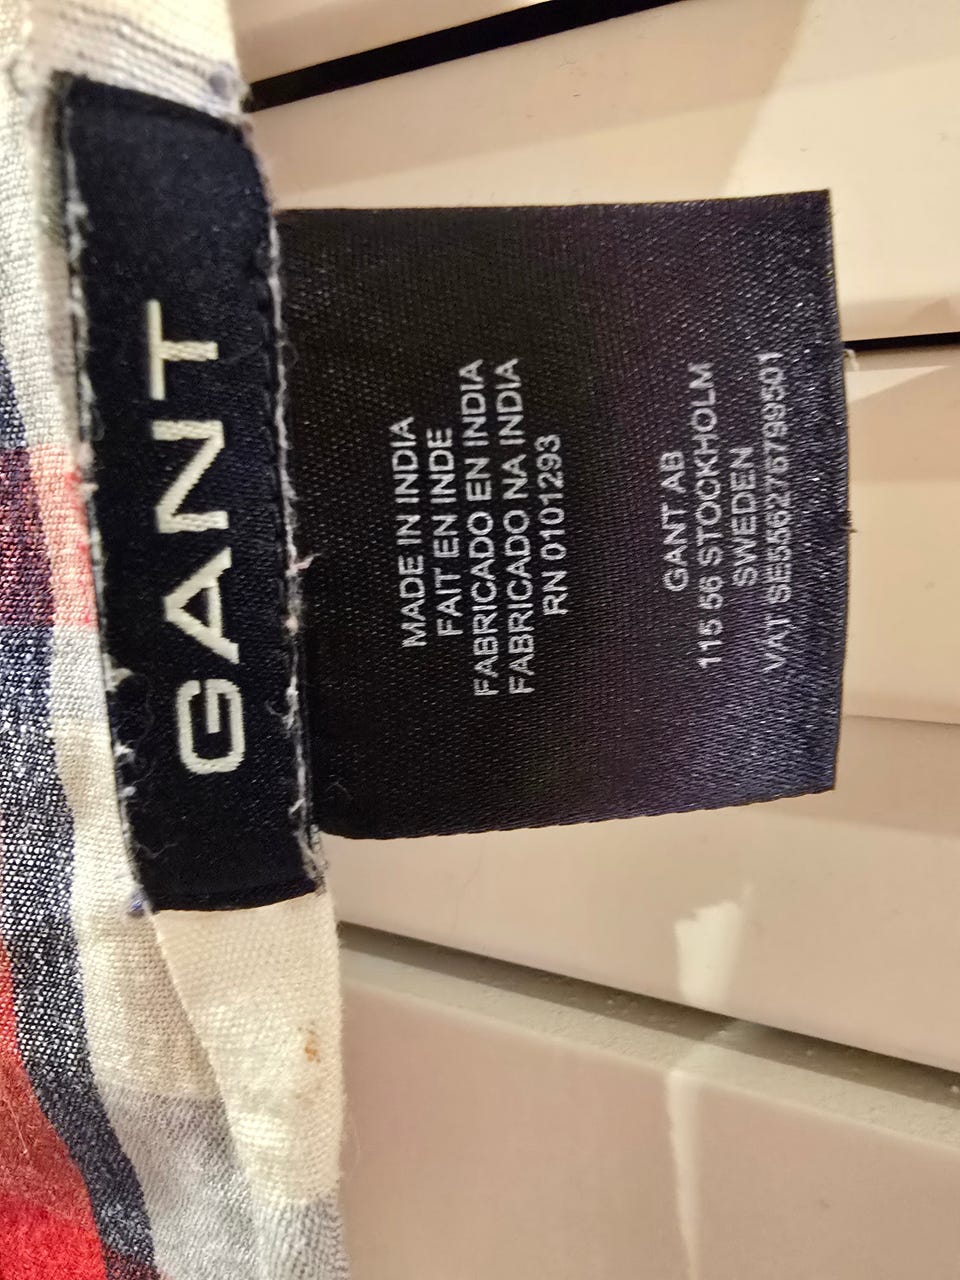 GANT
MADE IN INDIA
FAIT EN INDE
FABRICADO EN INDIA
FABRICADO NA INDIA
RN 0101293
GANT AB
115 56 STOCKHOLM
SWEDEN
VAT SE556276799501